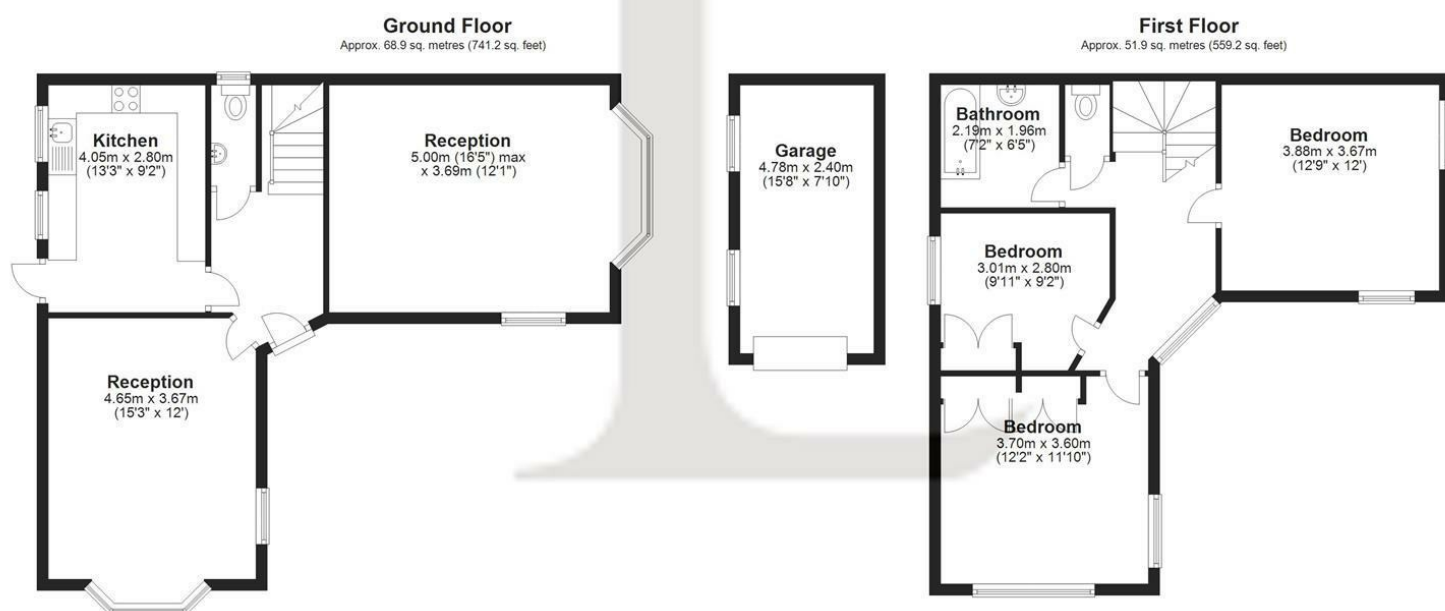 Ground Floor
Approx. 68.9 sq. metres (741.2 sq. feet)
Kitchen
4.05m x 2.80m
(13'3" x 9'2")
Reception
5.00m (16'5") max
x 3.69m (12'1")
Reception
4.65m x 3.67m
(15'3" x 12')
Garage
4.78m x 2.40m
(15'8" x 7'10")
First Floor
Approx. 51.9 sq. metres (559.2 sq. feet)
Bathroom
2.19m x 1.96m
(7'2" x 6'5")
Bedroom
3.88m x 3.67m
(12'9" x 12')
Bedroom
3.01m x 2.80m
(9'11" x 9'2")
Bedroom
3.70m x 3.60m
(12'2" x 11'10")